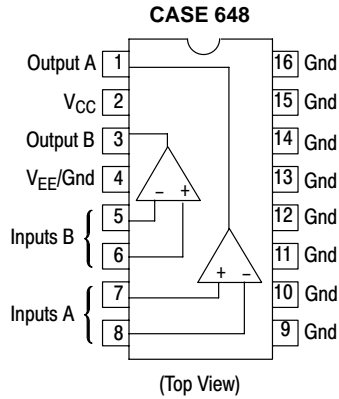 CASE 648
Output A 1 16 Gnd
VCC 2 15 Gnd
Output B 3 14 Gnd
VEE/Gnd 4 13 Gnd
- +
Inputs B 5 12 Gnd
6 11 Gnd
+ -
Inputs A 7 10 Gnd
8 9 Gnd
(Top View)